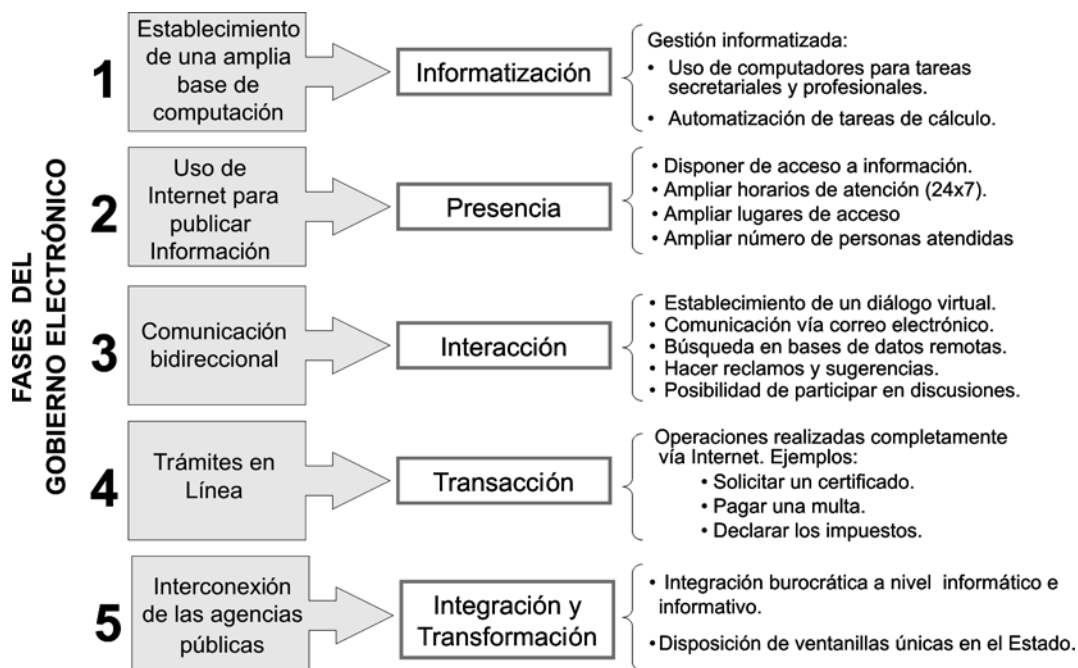 FASES DEL
GOBIERNO ELECTRÓNICO
1
Establecimiento
de una amplia
base de
computación
Informatización
Gestión informatizada:
• Uso de computadores para tareas
secretariales y profesionales.
• Automatización de tareas de cálculo.
2
Uso de
Internet para
publicar
Información
Presencia
• Disponer de acceso a información.
• Ampliar horarios de atención (24x7).
• Ampliar lugares de acceso
• Ampliar número de personas atendidas
3
Comunicación
bidireccional
Interacción
• Establecimiento de un diálogo virtual.
• Comunicación vía correo electrónico.
• Búsqueda en bases de datos remotas.
• Hacer reclamos y sugerencias.
• Posibilidad de participar en discusiones.
4
Trámites en
Línea
Transacción
Operaciones realizadas completamente
vía Internet. Ejemplos:
• Solicitar un certificado.
• Pagar una multa.
• Declarar los impuestos.
5
Interconexión
de las agencias
públicas
Integración y
Transformación
• Integración burocrática a nivel informático e
informativo.
•Disposición de ventanillas únicas en el Estado.